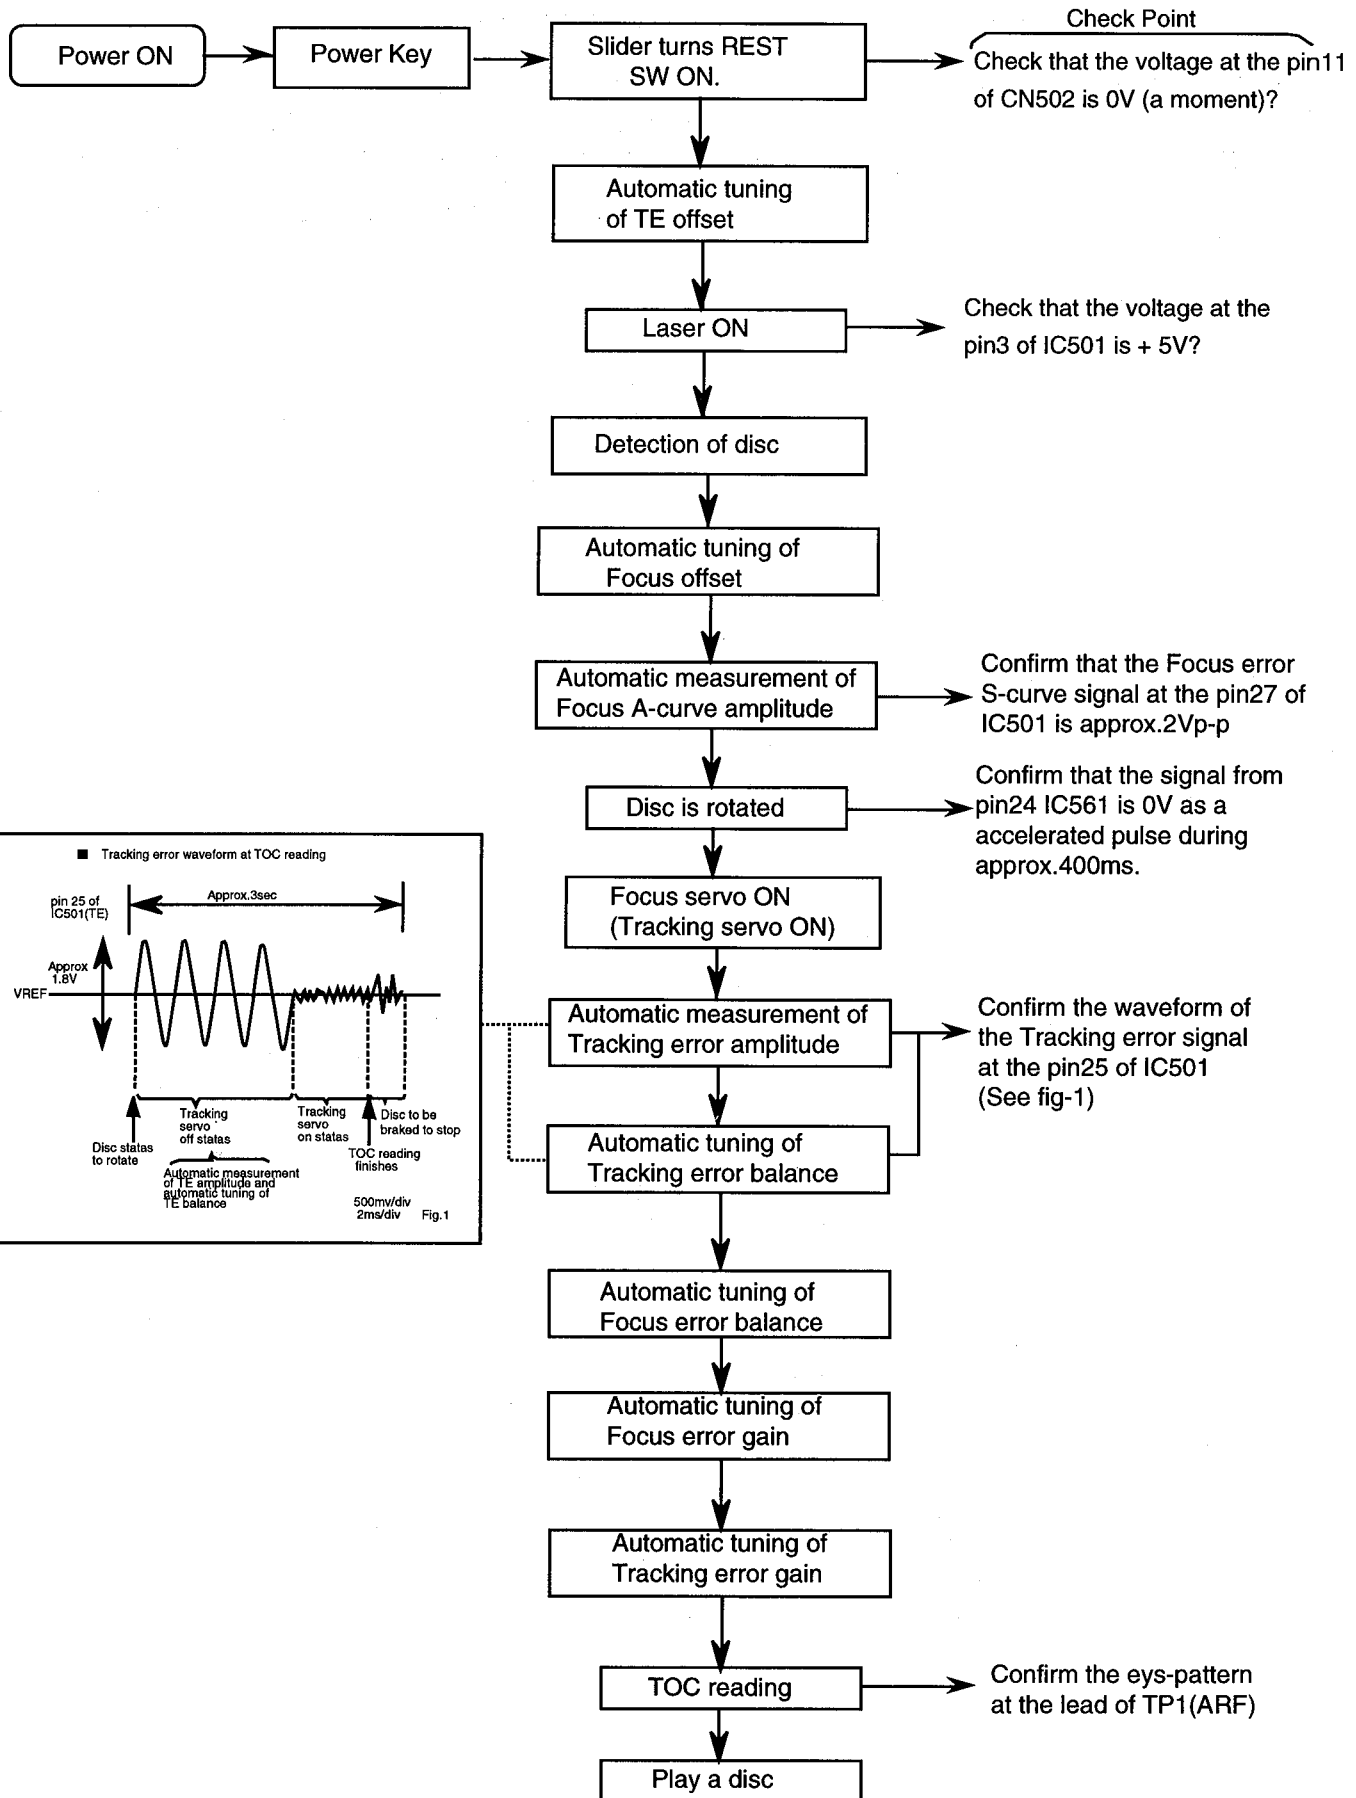 Power ON
Power Key
Slider turns REST
SW ON.
Check Point
Check that the voltage at the pin11
of CN502 is 0V (a moment)?
Automatic tuning
of TE offset
Laser ON
Check that the voltage at the
pin3 of IC501 is + 5V?
Detection of disc
Automatic tuning of
Focus offset
Automatic measurement of
Focus A-curve amplitude
Confirm that the Focus error
S-curve signal at the pin27 of
IC501 is approx.2Vp-p
Disc is rotated
Confirm that the signal from
pin24 IC561 is 0V as a
accelerated pulse during
approx.400ms.
Focus servo ON
(Tracking servo ON)
■ Tracking error waveform at TOC reading
pin 25 of
IC501(TE)
Approx.3sec
Approx
1.8V
VREF
Tracking
servo
off statas
Tracking
servo
on statas
Disc to be
braked to stop
Disc statas
to rotate
TOC reading
finishes
Automatic measurement
of TE amplitude and
automatic tuning of
TE balance
500mv/div
2ms/div
Fig.1
Automatic measurement of
Tracking error amplitude
Confirm the waveform of
the Tracking error signal
at the pin25 of IC501
(See fig-1)
Automatic tuning of
Tracking error balance
Automatic tuning of
Focus error balance
Automatic tuning of
Focus error gain
Automatic tuning of
Tracking error gain
TOC reading
Confirm the eys-pattern
at the lead of TP1(ARF)
Play a disc